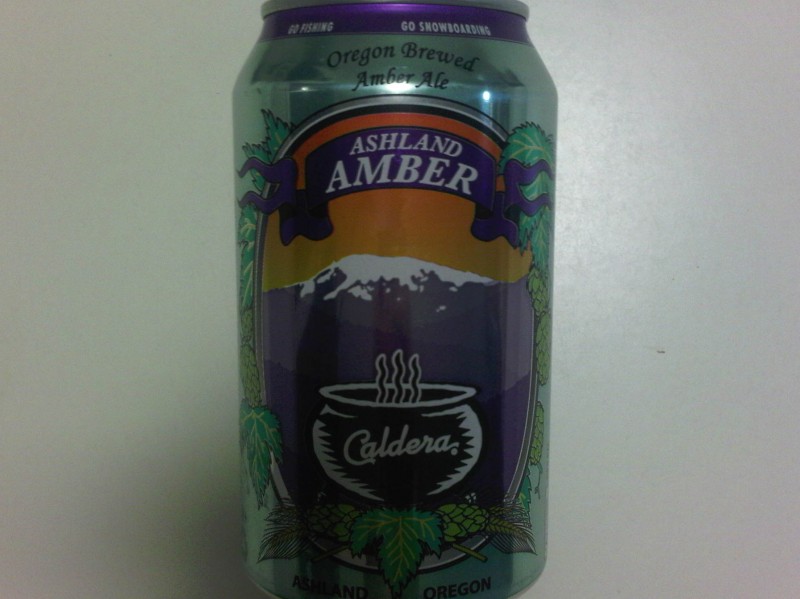 GO FISHING GO SNOWBOARDING
Oregon Brewed
Amber Ale
ASHLAND
AMBER
Caldera
ASHLAND OREGON